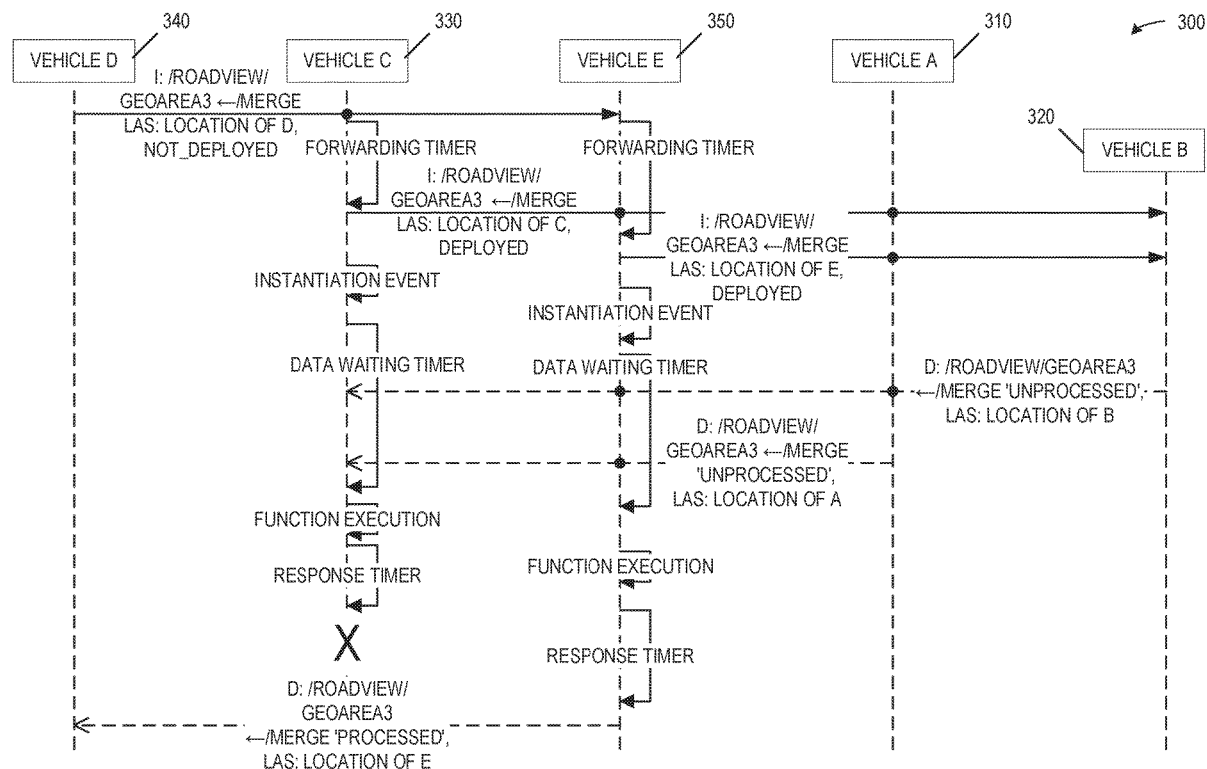 340
330
350
310
300
VEHICLE D
VEHICLE C
VEHICLE E
VEHICLE A
320
VEHICLE B
I: /ROADVIEW/
GEOAREA3 ←/MERGE
LAS: LOCATION OF D,
NOT_DEPLOYED
FORWARDING TIMER
FORWARDING TIMER
I: /ROADVIEW/
GEOAREA3 ←/MERGE
LAS: LOCATION OF C,
DEPLOYED
I: /ROADVIEW/
GEOAREA3 ←/MERGE
LAS: LOCATION OF E,
DEPLOYED
INSTANTIATION EVENT
INSTANTIATION EVENT
DATA WAITING TIMER
DATA WAITING TIMER
D: /ROADVIEW/GEOAREA3
←/MERGE 'UNPROCESSED',
LAS: LOCATION OF B
D: /ROADVIEW/
GEOAREA3 ←/MERGE
'UNPROCESSED',
LAS: LOCATION OF A
FUNCTION EXECUTION
FUNCTION EXECUTION
RESPONSE TIMER
RESPONSE TIMER
X
D: /ROADVIEW/
GEOAREA3
←/MERGE 'PROCESSED',
LAS: LOCATION OF E